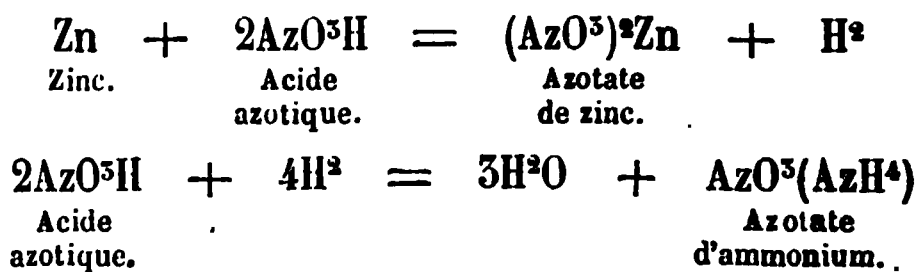 Zn + 2AzO³H = (AzO³)²Zn + H²
Zinc. Acide Azotate
azotique. de zinc.
2AzO³H + 4H² = 3H²O + AzO³(AzH⁴)
Acide Azotate
azotique. d'ammonium.